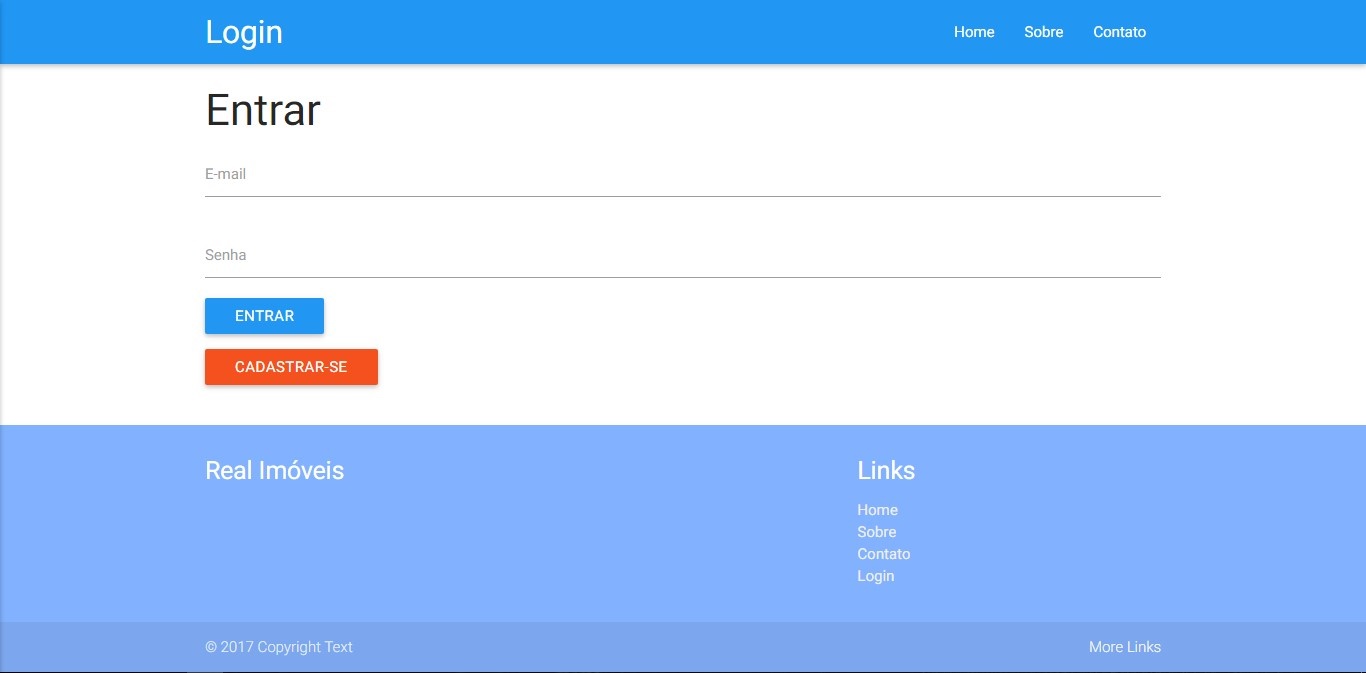 Login
Home Sobre Contato
Entrar
E-mail
Senha
ENTRAR
CADASTRAR-SE
Real Imóveis
Links
Home
Sobre
Contato
Login
© 2017 Copyright Text
More Links